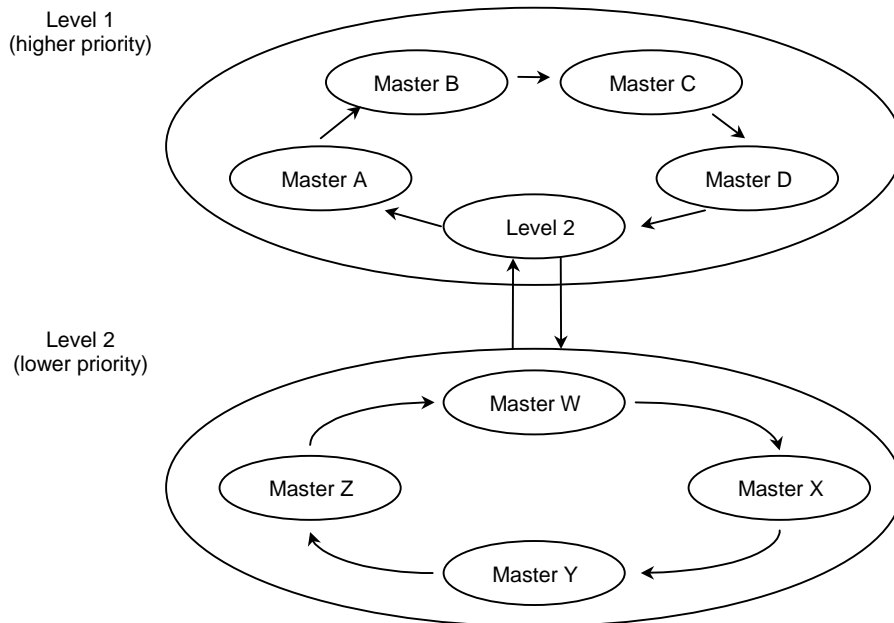 Level 1
(higher priority)
Master B
Master C
Master A
Master D
Level 2
Level 2
(lower priority)
Master W
Master Z
Master X
Master Y